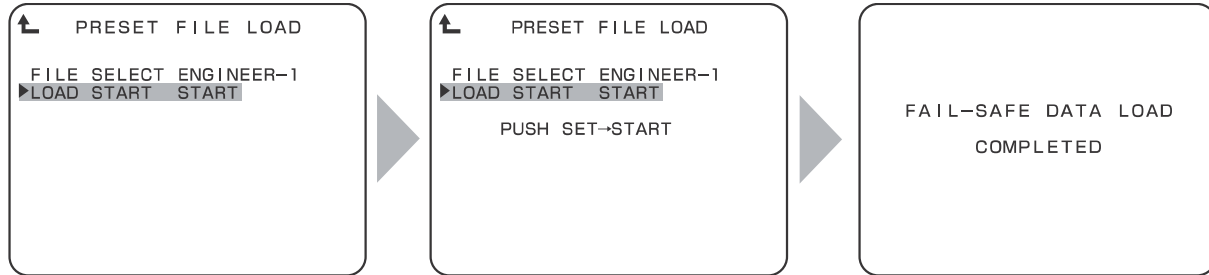 PRESET FILE LOAD
FILE SELECT ENGINEER-1
▶LOAD START START
PRESET FILE LOAD
FILE SELECT ENGINEER-1
▶LOAD START START
PUSH SET→START
FAIL-SAFE DATA LOAD
COMPLETED